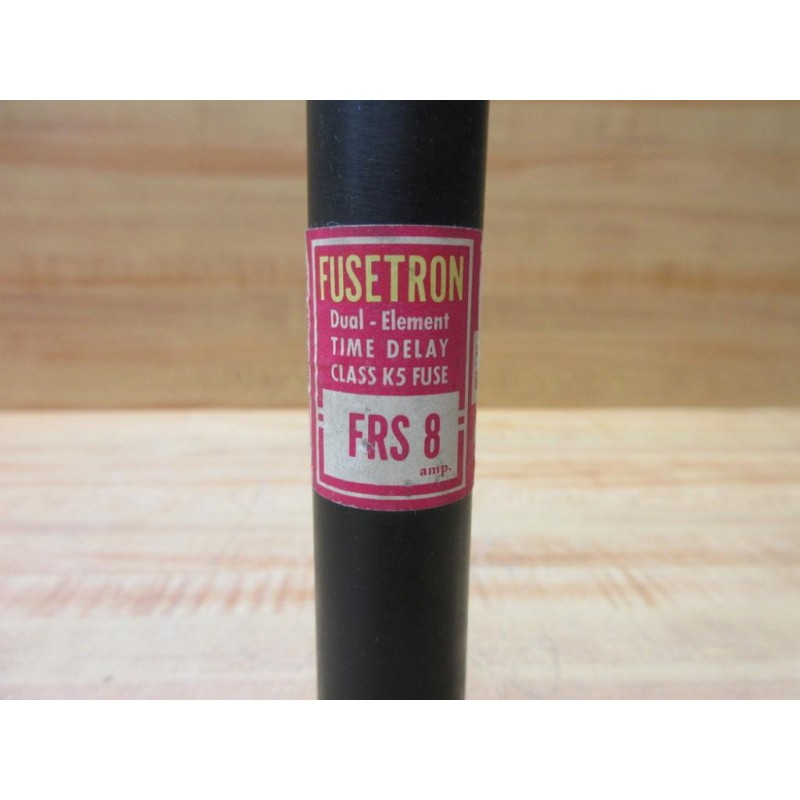 FUSETRON
Dual - Element
TIME DELAY
CLASS K5 FUSE
FRS 8
amp.